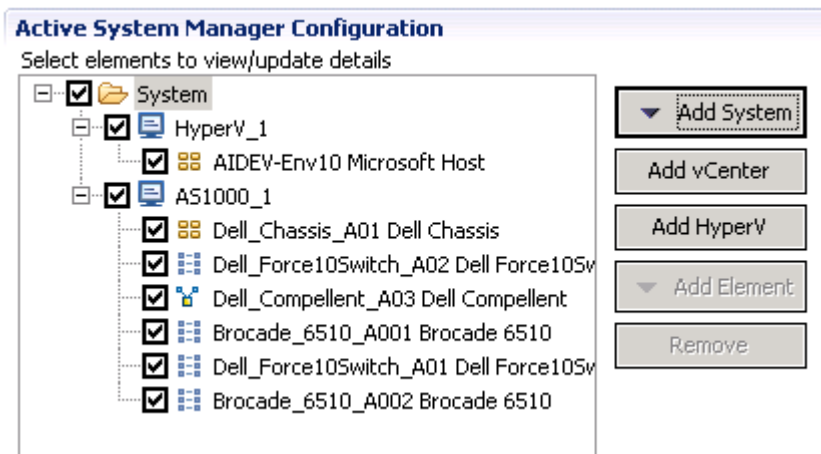 Active System Manager Configuration
Select elements to view/update details
System
HyperV_1
AIDEV-Env10 Microsoft Host
AS1000_1
Dell_Chassis_A01 Dell Chassis
Dell_Force10Switch_A02 Dell Force10Sw
Dell_Compellent_A03 Dell Compellent
Brocade_6510_A001 Brocade 6510
Dell_Force10Switch_A01 Dell Force10Sw
Brocade_6510_A002 Brocade 6510
Add System
Add vCenter
Add HyperV
Add Element
Remove